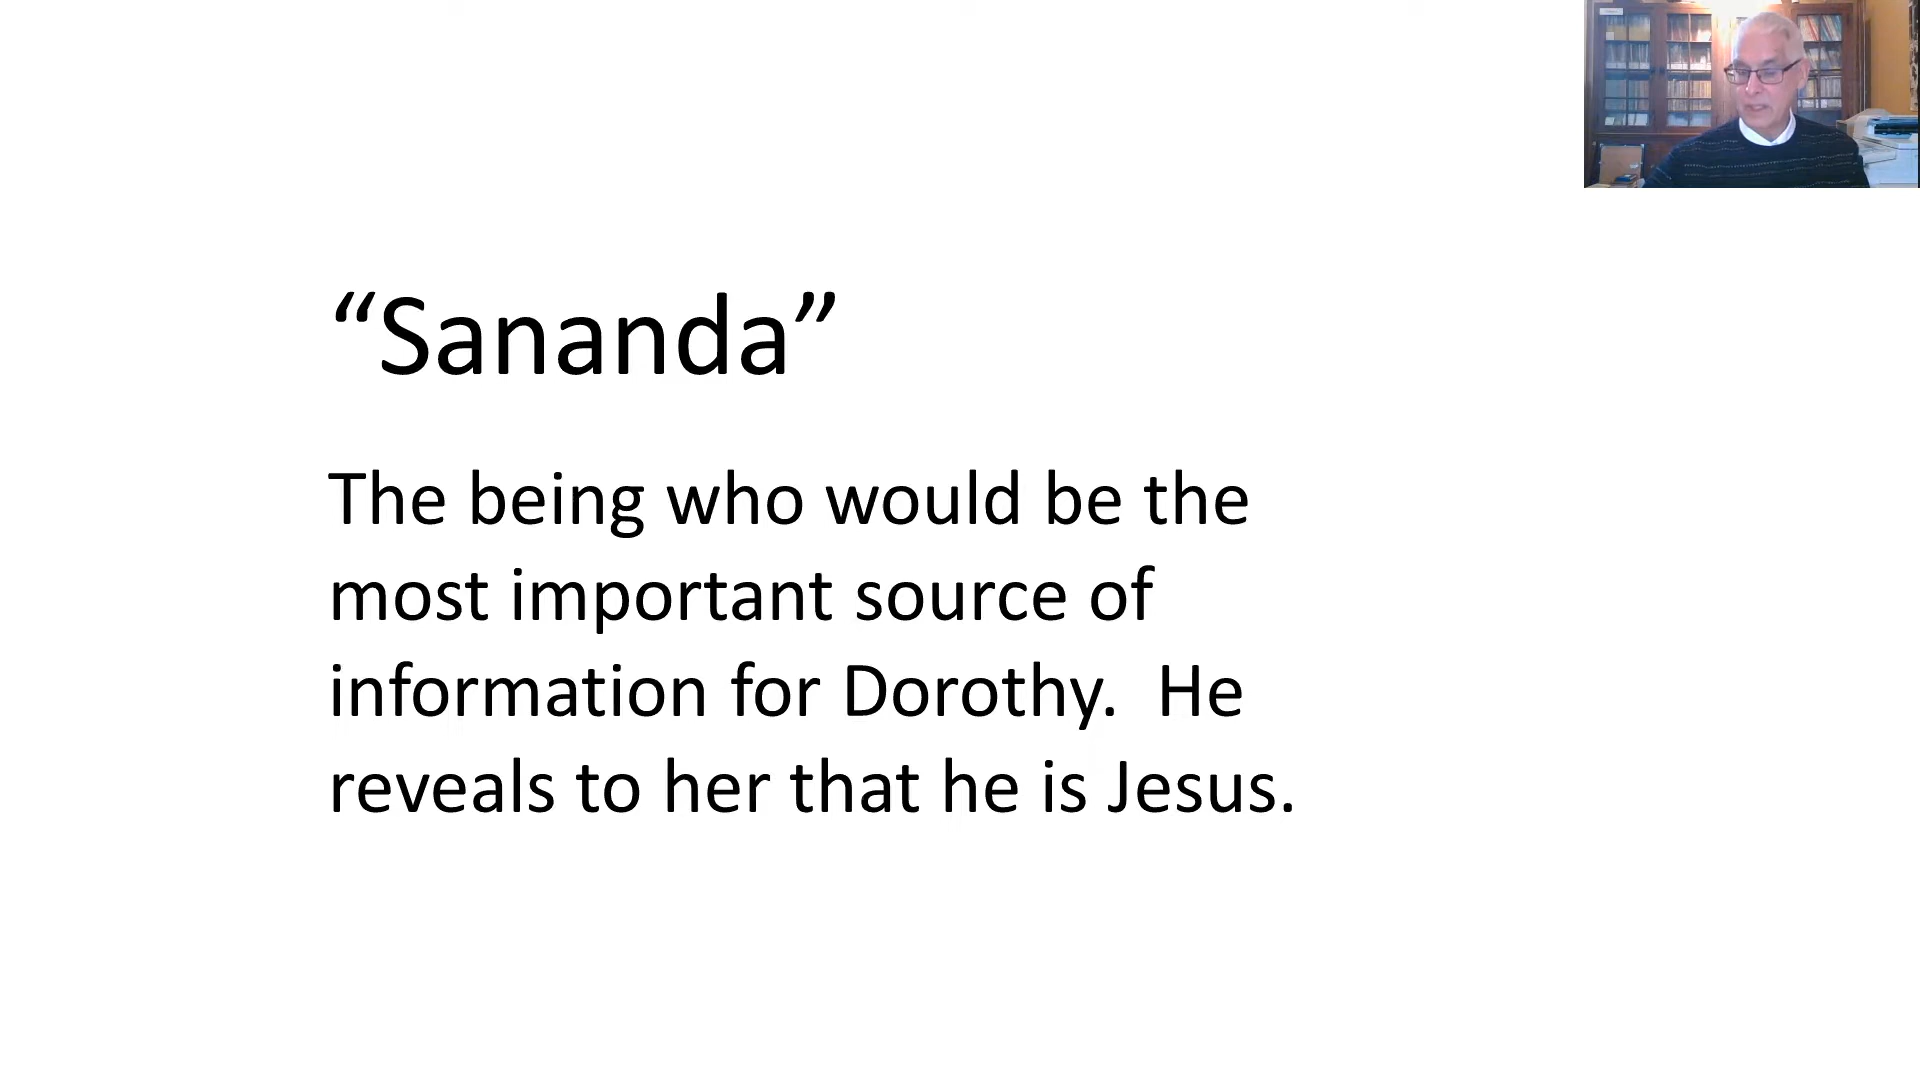 “Sananda”
The being who would be the
most important source of
information for Dorothy.  He
reveals to her that he is Jesus.